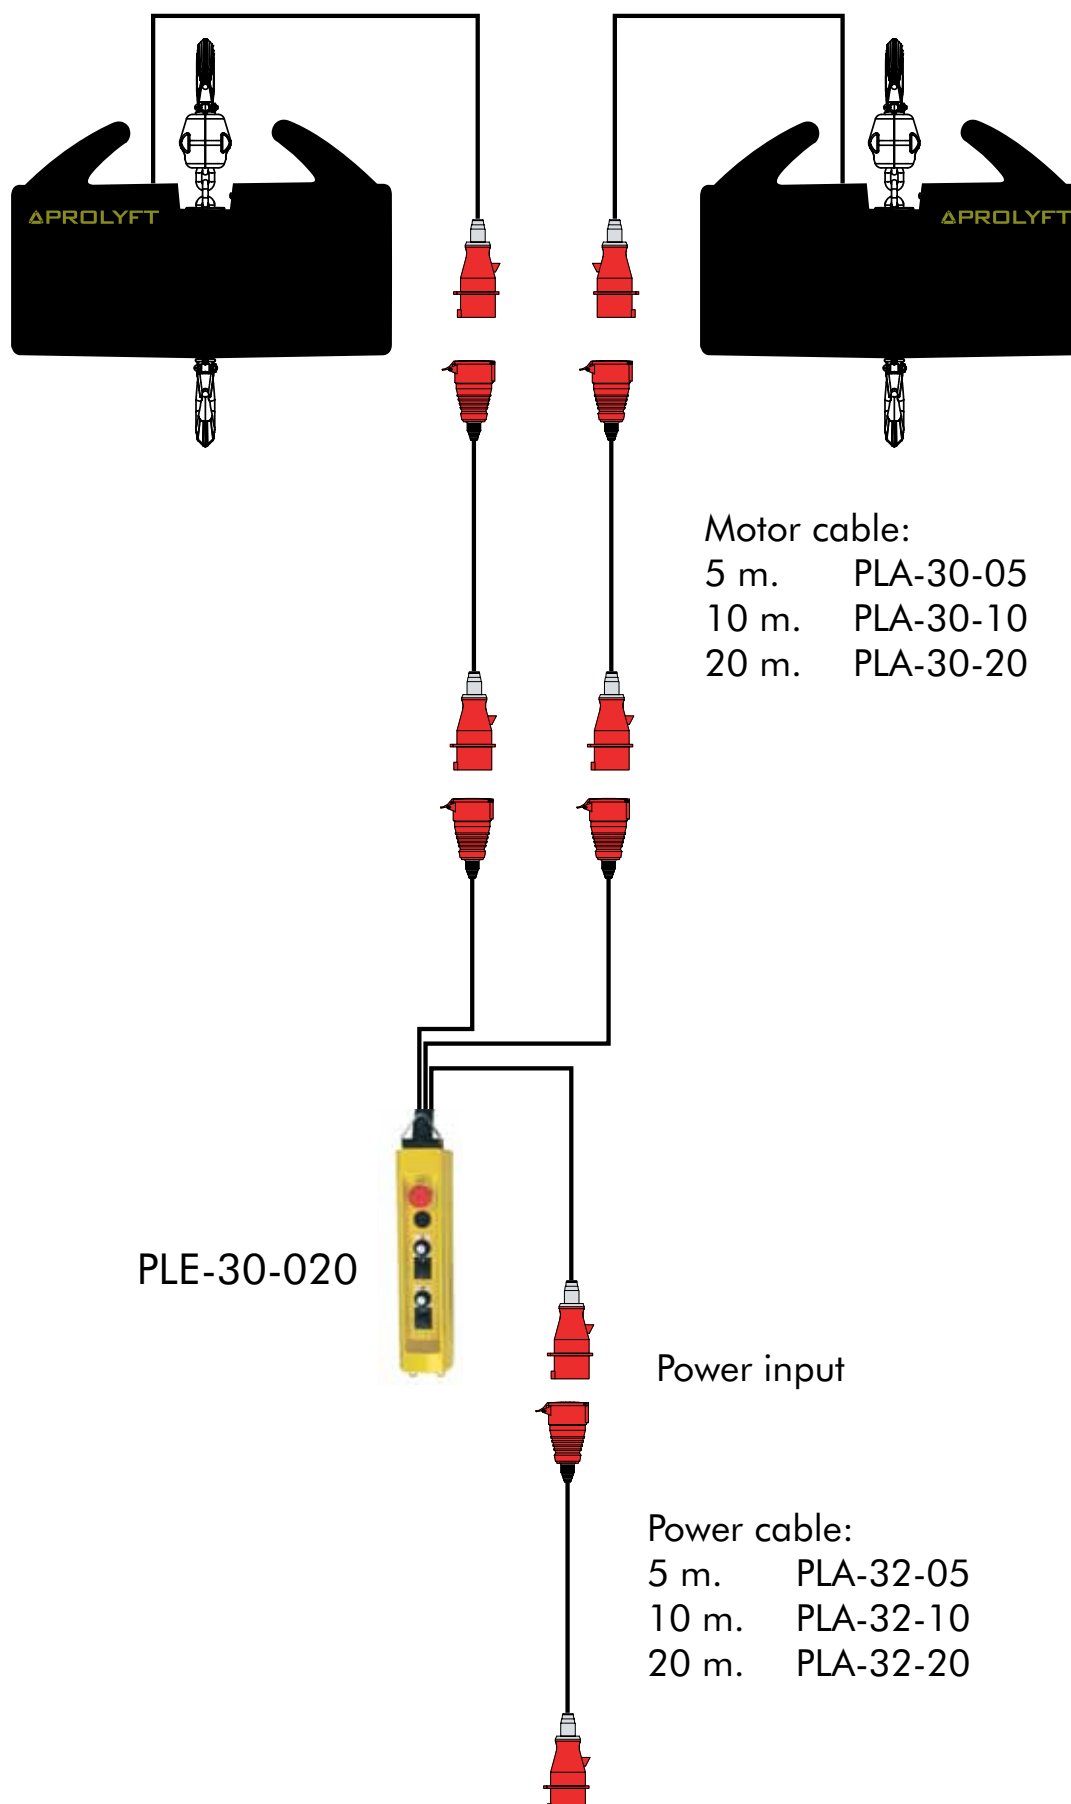 PROLYFT
PROLYFT
Motor cable:
5 m. PLA-30-05
10 m. PLA-30-10
20 m. PLA-30-20
PLE-30-020
Power input
Power cable:
5 m. PLA-32-05
10 m. PLA-32-10
20 m. PLA-32-20